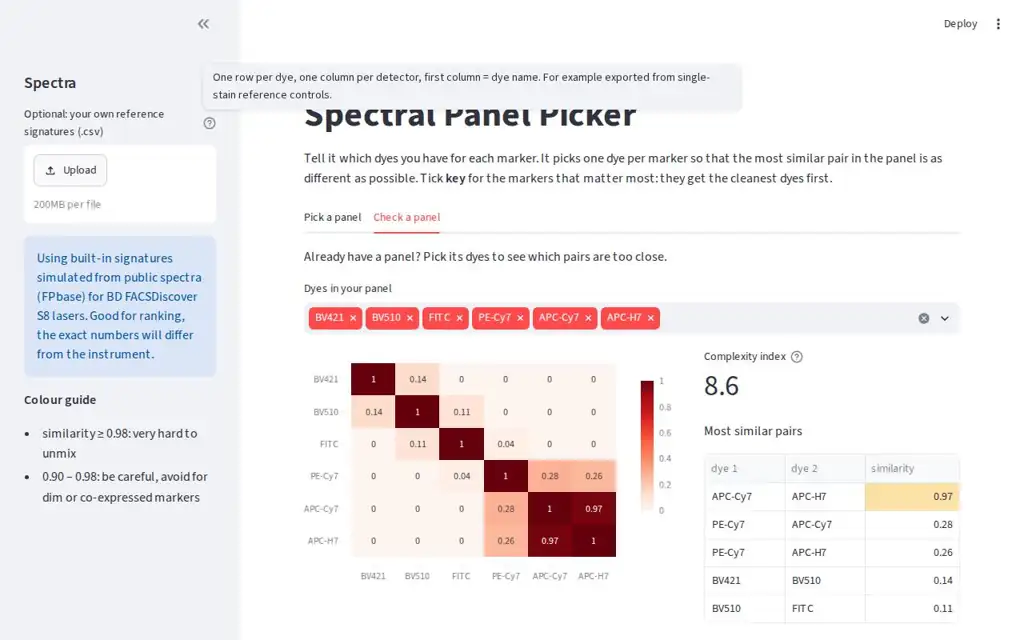 Deploy
Spectra
Optional: your own reference
signatures (.csv)
Upload
200MB per file
Using built-in signatures
simulated from public spectra
(FPbase) for BD FACSDiscover
S8 lasers. Good for ranking,
the exact numbers will differ
from the instrument.
Colour guide
similarity ≥ 0.98: very hard to
unmix
0.90 – 0.98: be careful, avoid for
dim or co-expressed markers
One row per dye, one column per detector, first column = dye name. For example exported from single-
stain reference controls.
Spectral Panel Picker
Tell it which dyes you have for each marker. It picks one dye per marker so that the most similar pair in the panel is as
different as possible. Tick key for the markers that matter most: they get the cleanest dyes first.
Pick a panel Check a panel
Already have a panel? Pick its dyes to see which pairs are too close.
Dyes in your panel
BV421 BV510 FITC PE-Cy7 APC-Cy7 APC-H7
BV421 1 0.14 0 0 0 0
BV510 0.14 1 0.11 0 0 0
FITC 0 0.11 1 0.04 0 0
PE-Cy7 0 0 0.04 1 0.28 0.26
APC-Cy7 0 0 0 0.28 1 0.97
APC-H7 0 0 0 0.26 0.97 1
BV421 BV510 FITC PE-Cy7 APC-Cy7 APC-H7
1
0.8
0.6
0.4
0.2
0
Complexity index
8.6
Most similar pairs
dye 1 dye 2 similarity
APC-Cy7 APC-H7 0.97
PE-Cy7 APC-Cy7 0.28
PE-Cy7 APC-H7 0.26
BV421 BV510 0.14
BV510 FITC 0.11